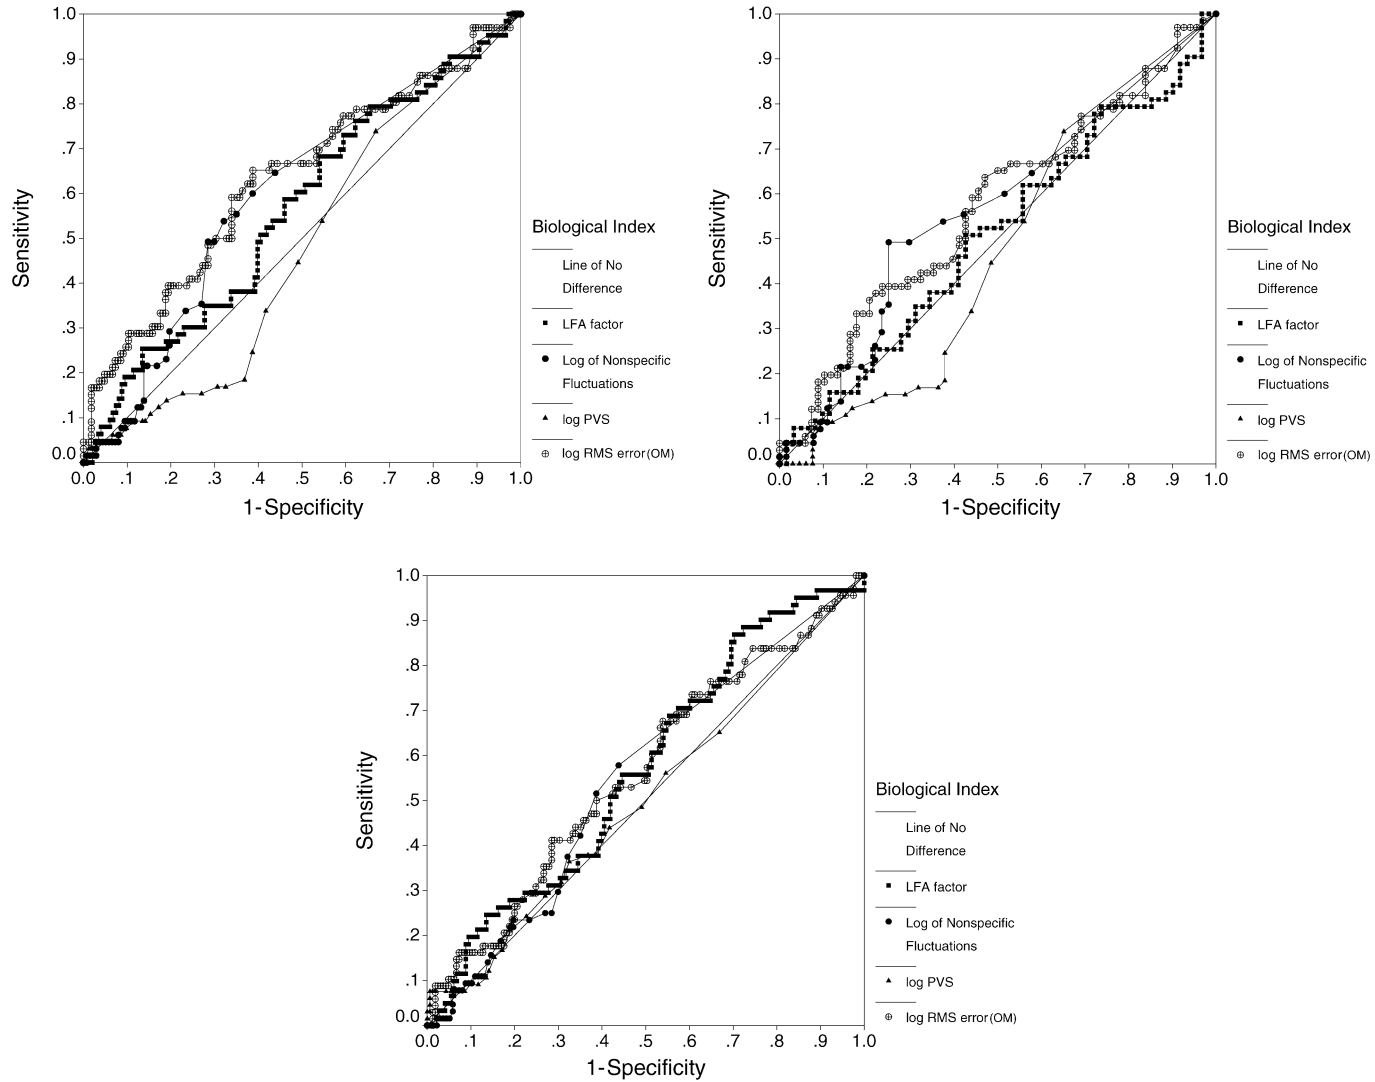 1.0
.9
.8
.7
.6
.5
.4
.3
.2
.1
0.0
Sensitivity
0.0 .1 .2 .3 .4 .5 .6 .7 .8 .9 1.0
1-Specificity
Biological Index
Line of No
Difference
LFA factor
Log of Nonspecific
Fluctuations
log PVS
log RMS error(OM)
1.0
.9
.8
.7
.6
.5
.4
.3
.2
.1
0.0
Sensitivity
0.0 .1 .2 .3 .4 .5 .6 .7 .8 .9 1.0
1-Specificity
Biological Index
Line of No
Difference
LFA factor
Log of Nonspecific
Fluctuations
log PVS
log RMS error(OM)
1.0
.9
.8
.7
.6
.5
.4
.3
.2
.1
0.0
Sensitivity
0.0 .1 .2 .3 .4 .5 .6 .7 .8 .9 1.0
1-Specificity
Biological Index
Line of No
Difference
LFA factor
Log of Nonspecific
Fluctuations
log PVS
log RMS error(OM)